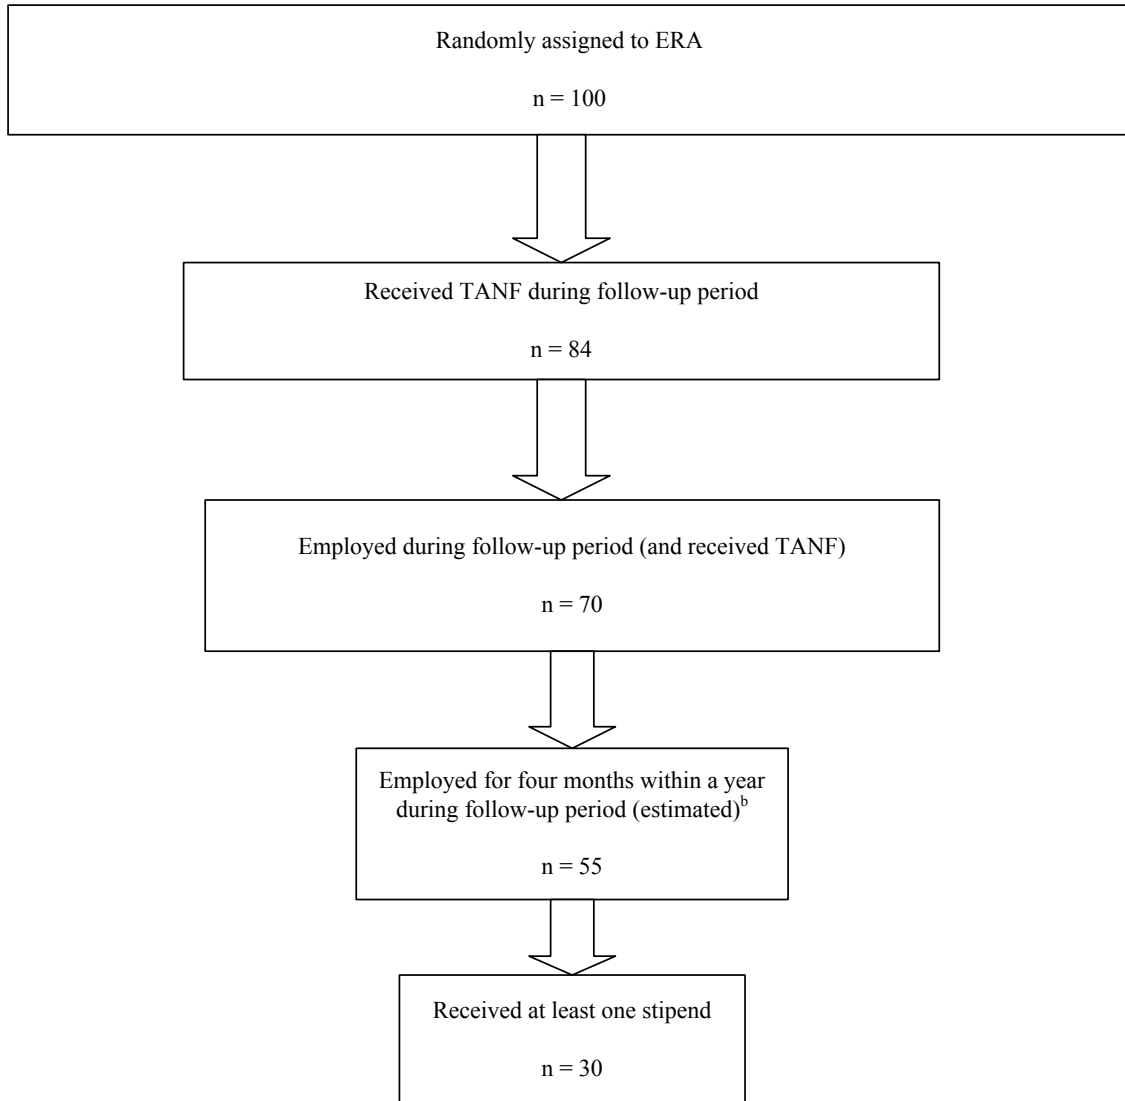 Randomly assigned to ERA
n = 100
Received TANF during follow-up period
n = 84
Employed during follow-up period (and received TANF)
n = 70
Employed for four months within a year
during follow-up period (estimated)b
n = 55
Received at least one stipend
n = 30